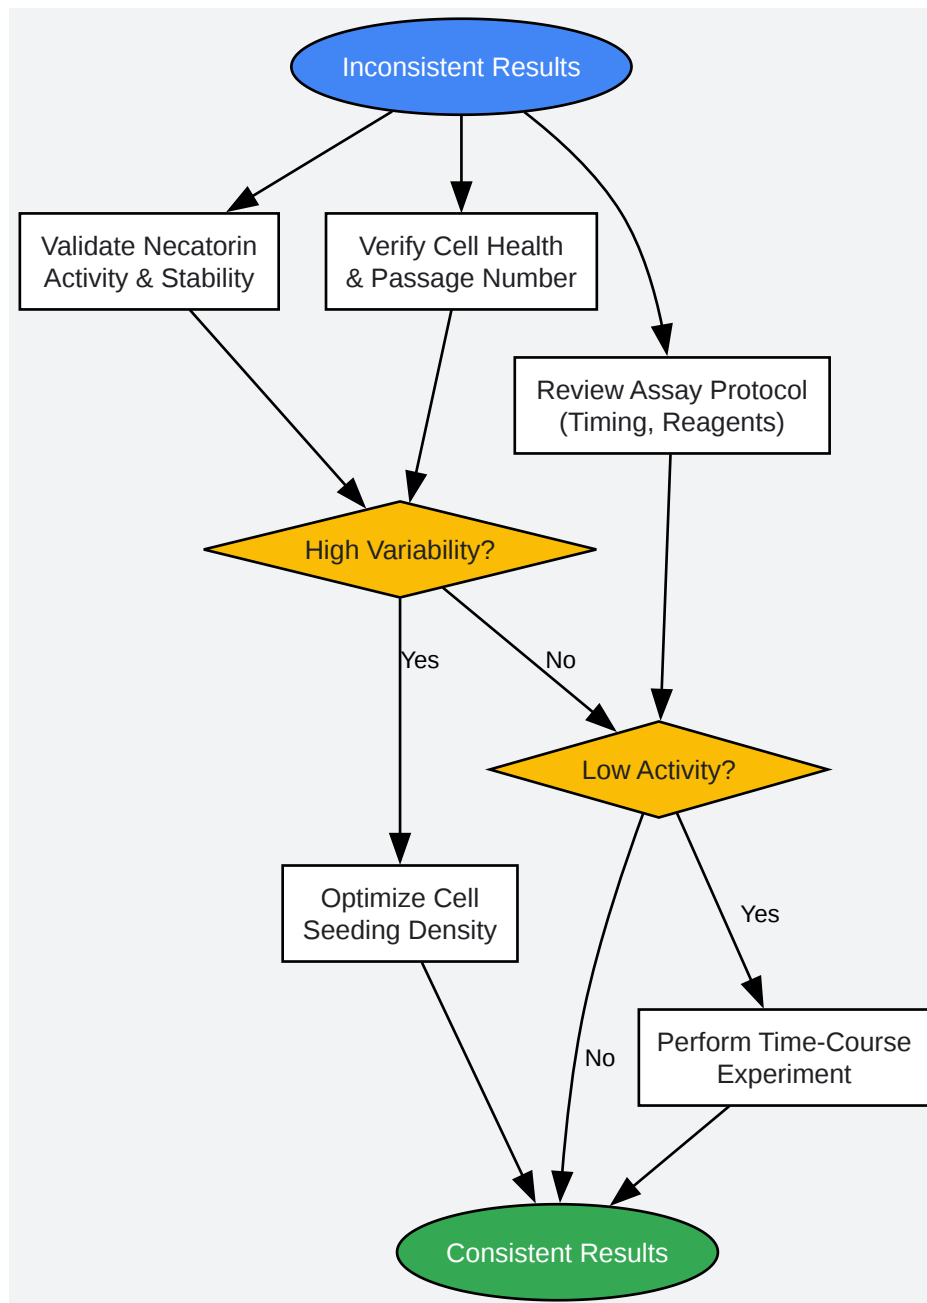 Inconsistent Results
Validate Necatorin
Activity & Stability
Verify Cell Health
& Passage Number
Review Assay Protocol
(Timing, Reagents)
High Variability?
Yes
No
Low Activity?
Optimize Cell
Seeding Density
Yes
No
Perform Time-Course
Experiment
Consistent Results